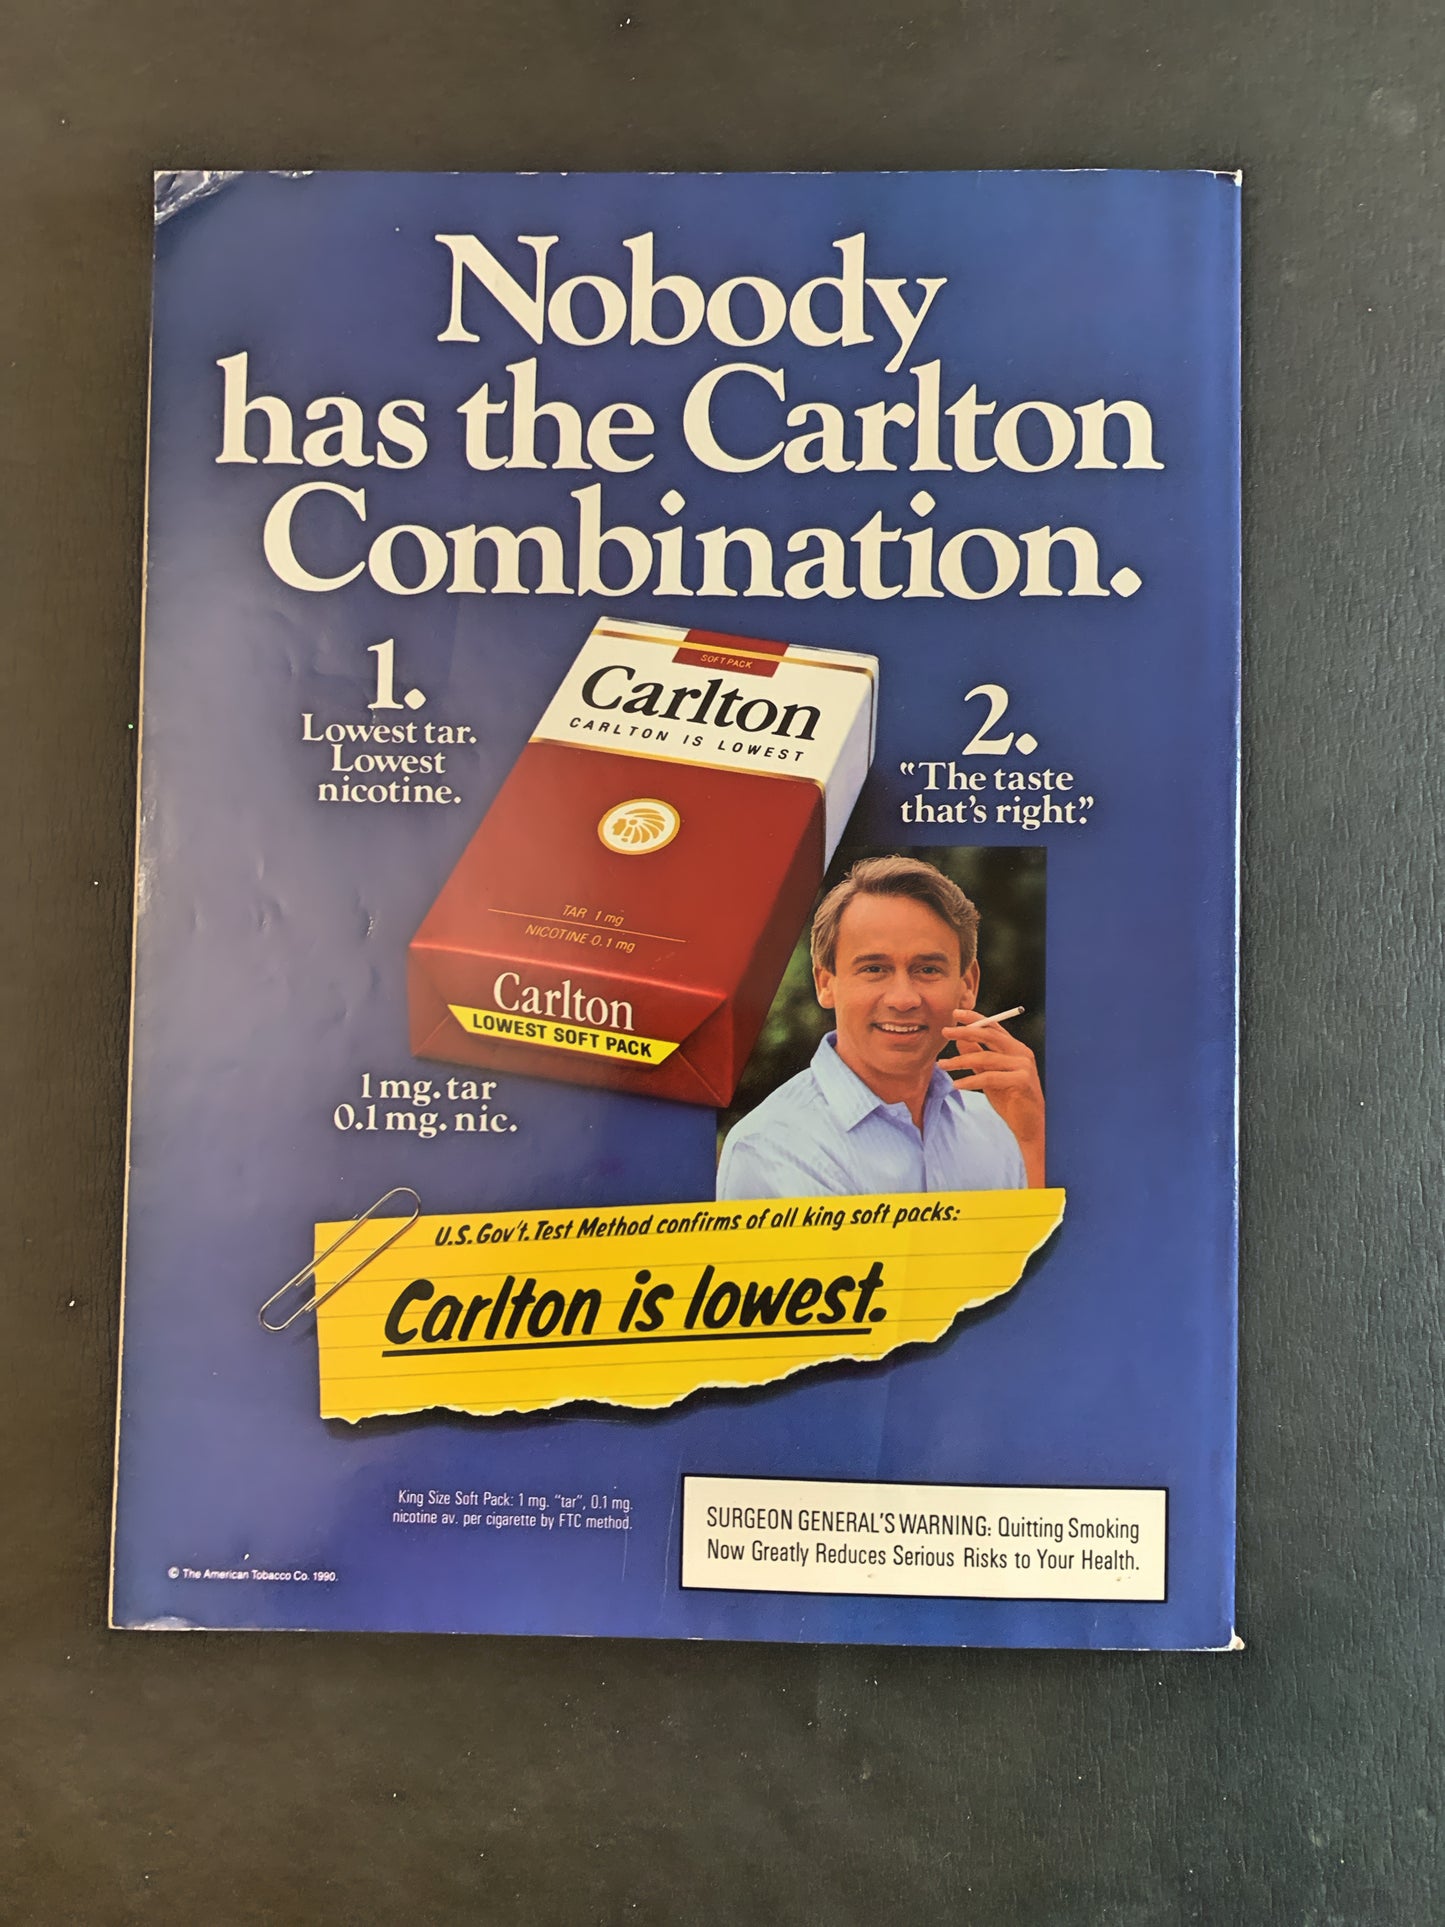 Nobody
has the Carlton
Combination.
1.
Lowest tar.
Lowest
nicotine.
SOFT PACK
Carlton
CARLTON IS LOWEST
TAR 1 mg
NICOTINE 0.1 mg
Carlton
LOWEST SOFT PACK
2.
"The taste
that's right."
1 mg. tar
0.1 mg. nic.
U.S. Gov't. Test Method confirms of all king soft packs:
Carlton is lowest.
King Size Soft Pack: 1 mg. "tar", 0.1 mg.
nicotine av. per cigarette by FTC method.
SURGEON GENERAL'S WARNING: Quitting Smoking
Now Greatly Reduces Serious Risks to Your Health.
© The American Tobacco Co. 1990.